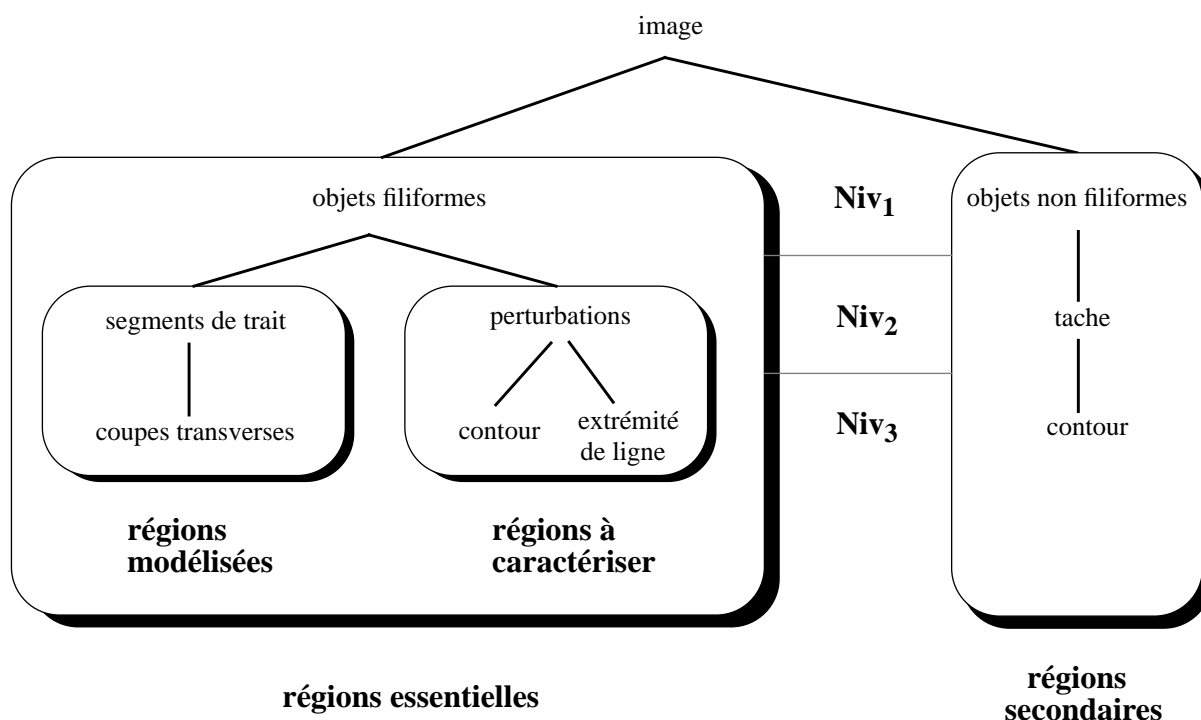 image
objets filiformes
Niv1
objets non filiformes
segments de trait
perturbations
Niv2
tache
coupes transverses
contour
extrémité
de ligne
Niv3
contour
régions
modélisées
régions à
caractériser
régions essentielles
régions
secondaires